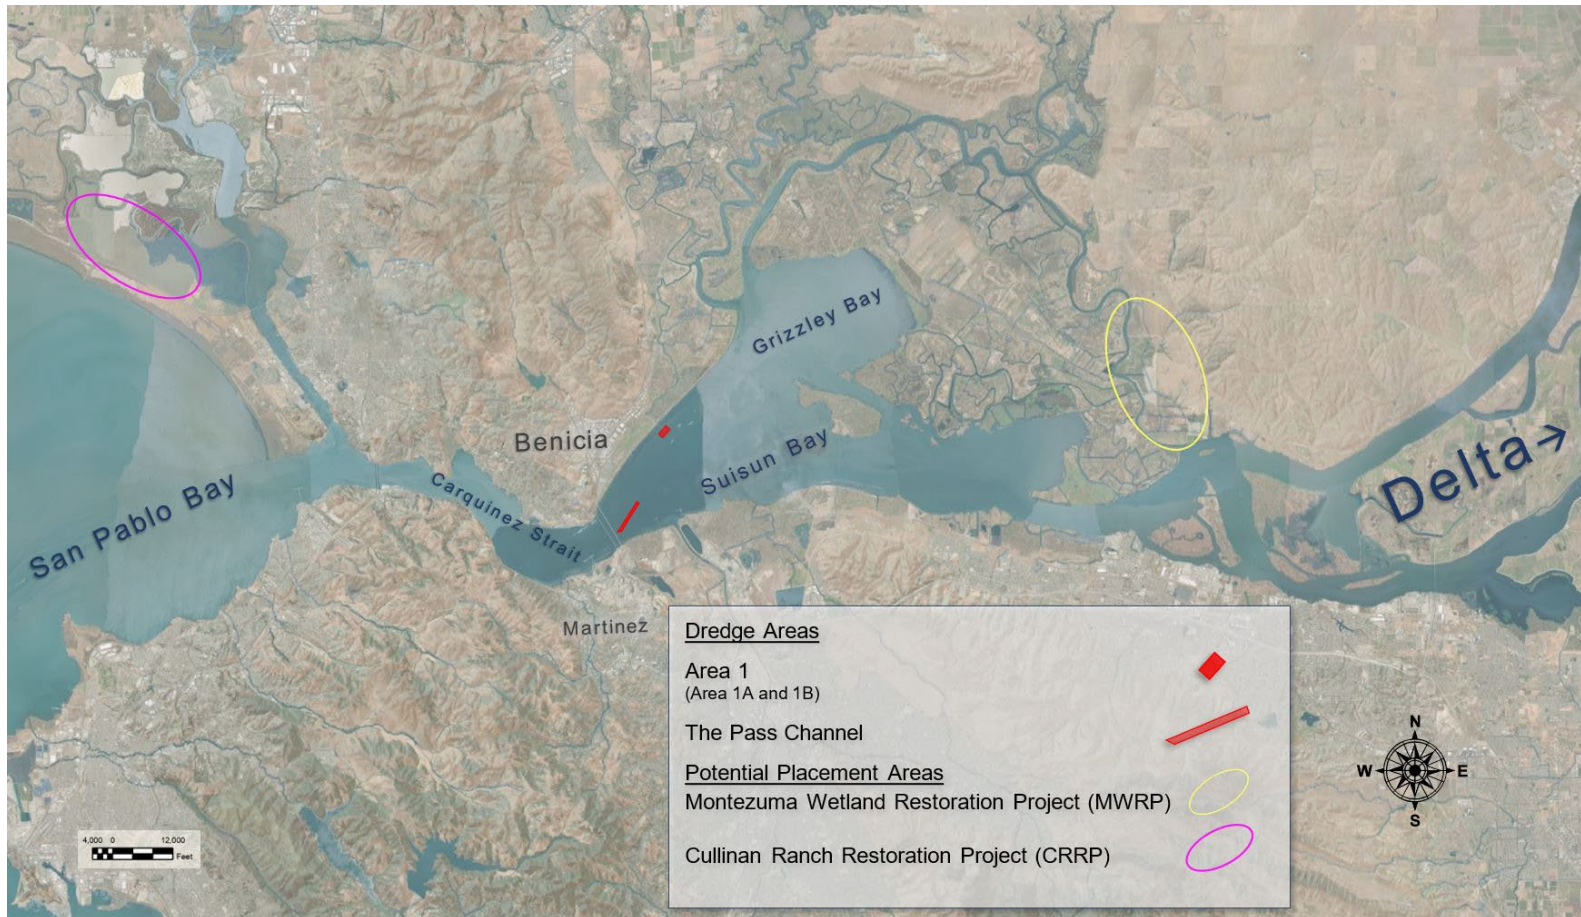 Grizzley Bay
Benicia
Suisun Bay
Carquinez Strait
San Pablo Bay
Delta→
Martinez
Dredge Areas
Area 1
(Area 1A and 1B)
The Pass Channel
Potential Placement Areas
Montezuma Wetland Restoration Project (MWRP)
Cullinan Ranch Restoration Project (CRRP)
N
W E
S
4,000 0 12,000
Feet